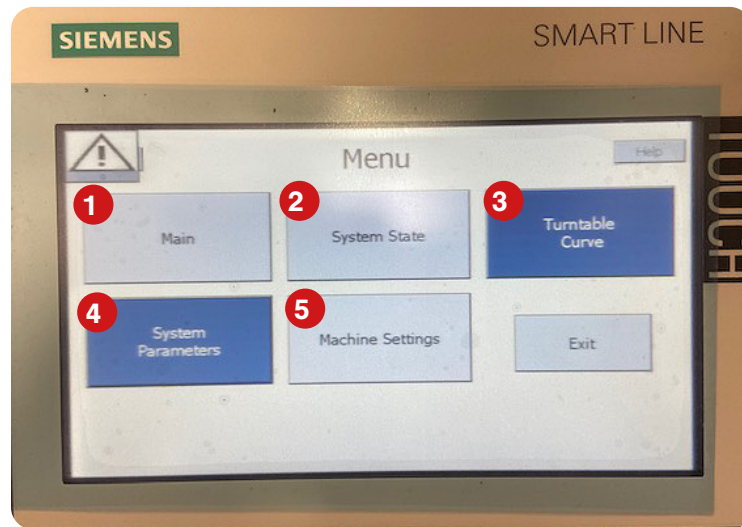 SIEMENS
SMART LINE
TOUCH
Menu
Help
1
Main
2
System State
3
Turntable
Curve
4
System
Parameters
5
Machine Settings
Exit